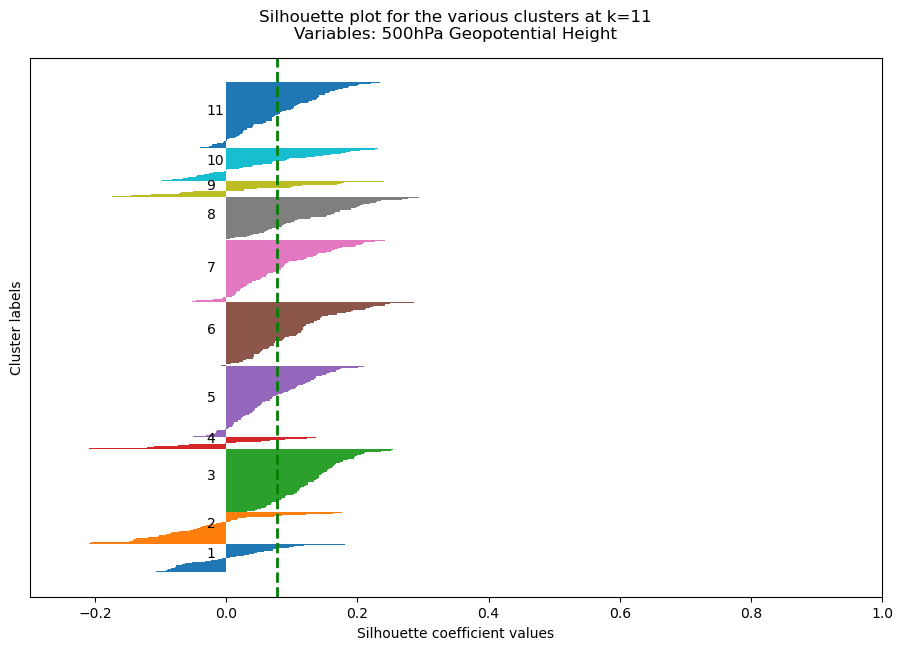 Silhouette plot for the various clusters at k=11
Variables: 500hPa Geopotential Height
Cluster labels
11
10
9
8
7
6
5
4
3
2
1
−0.2 0.0 0.2 0.4 0.6 0.8 1.0
Silhouette coefficient values